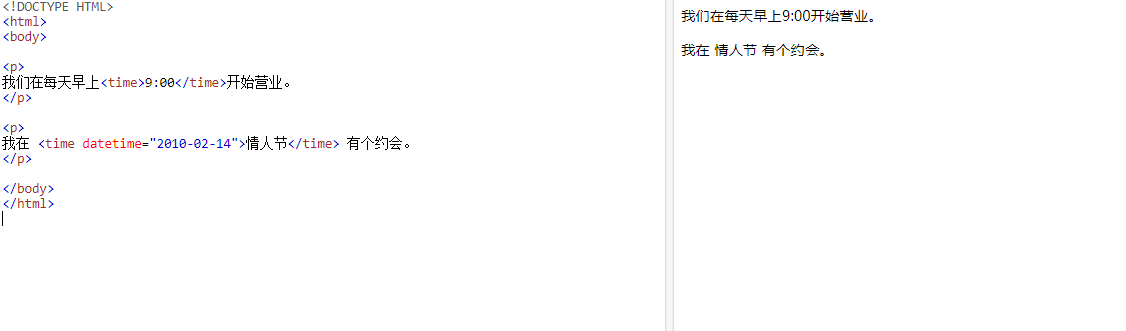 <!DOCTYPE HTML>
<html>
<body>
<p>
我们在每天早上<time>9:00</time>开始营业。
</p>
<p>
我在 <time datetime="2010-02-14">情人节</time> 有个约会。
</p>
</body>
</html>
我们在每天早上9:00开始营业。
我在 情人节 有个约会。